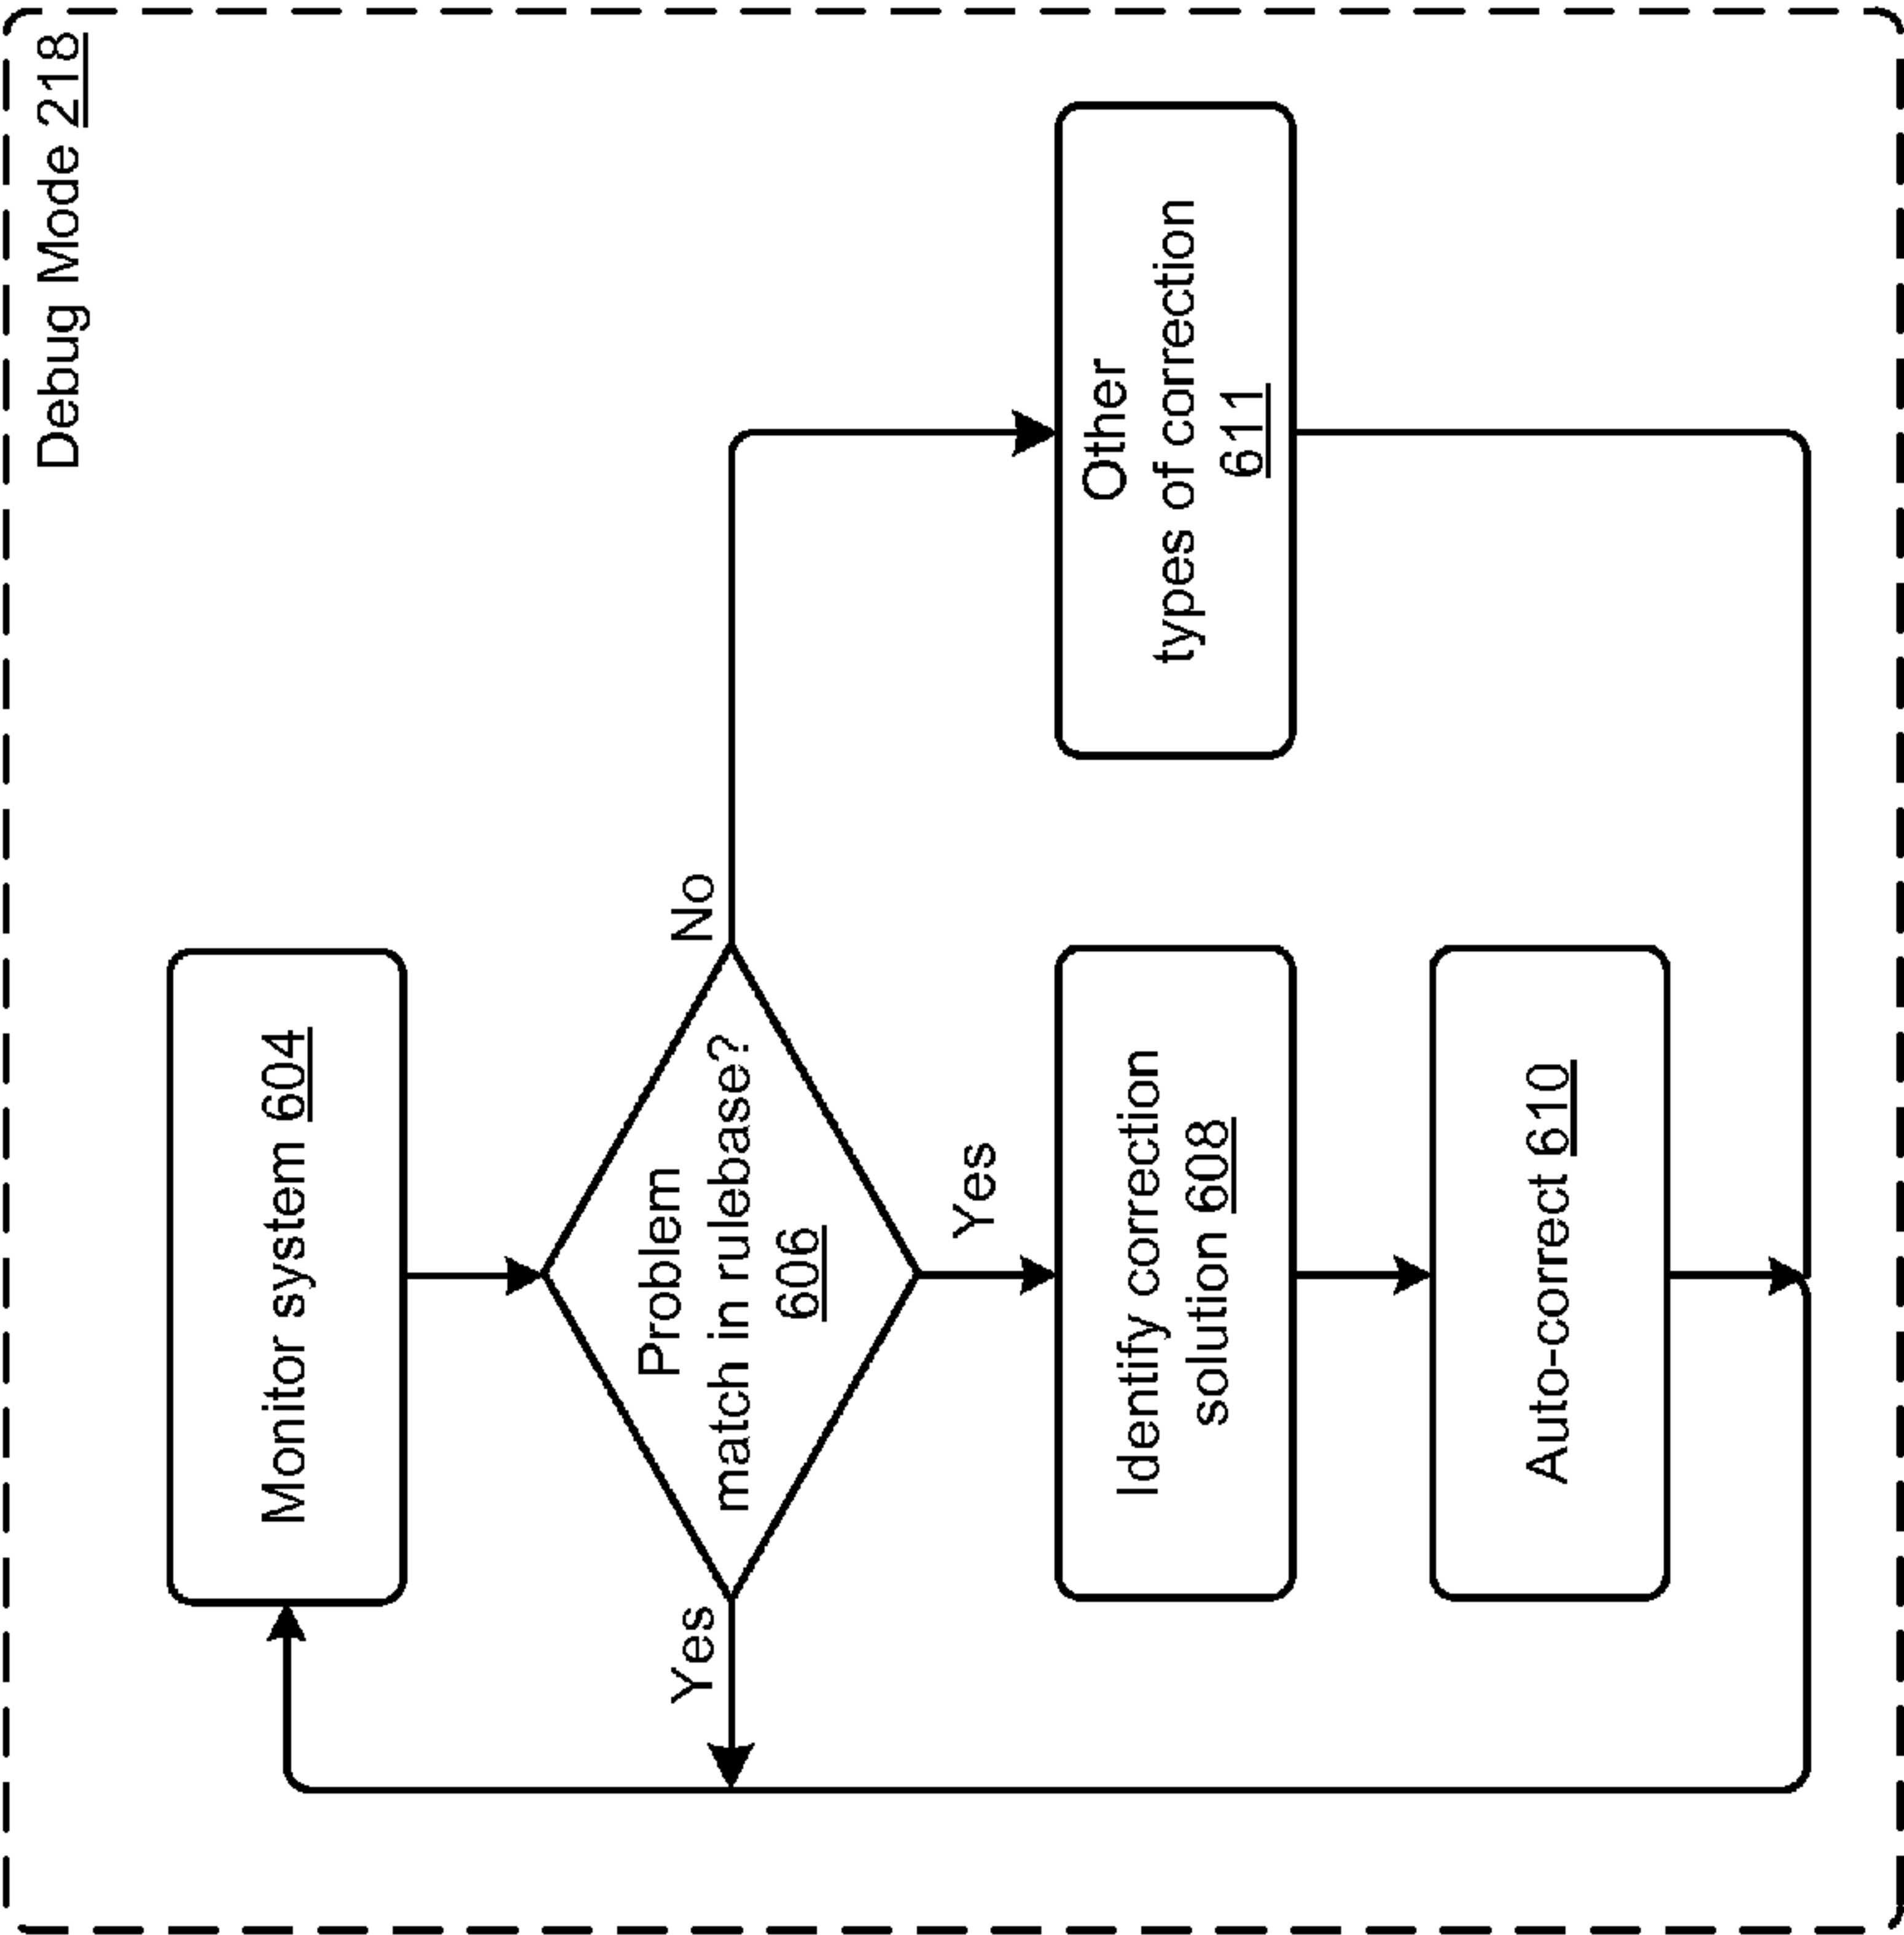 Debug Mode 218
Monitor system 604
Problem
match in rulebase?
606
Yes
No
Yes
Identify correction
solution 608
Other
types of correction
611
Auto-correct 610